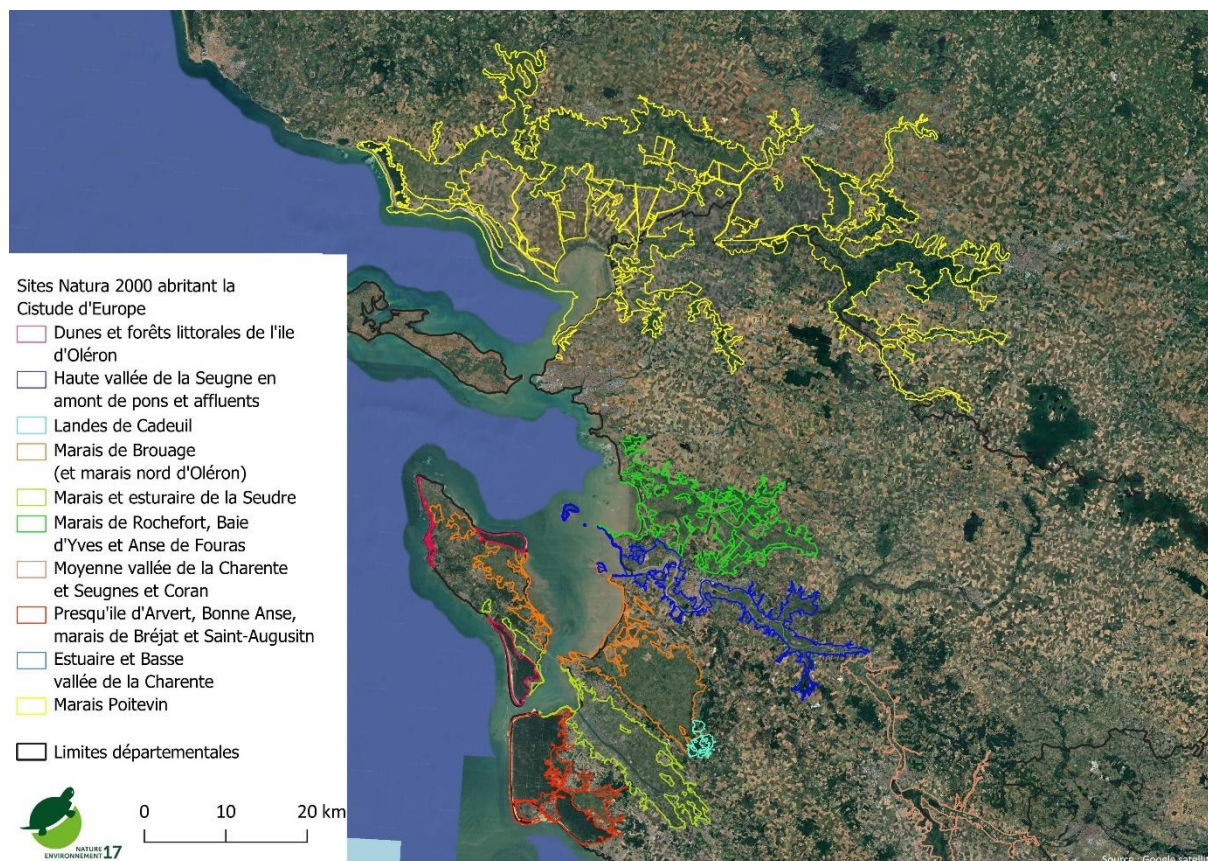 Sites Natura 2000 abritant la
Cistude d'Europe
Dunes et forêts littorales de l'ile
d'Oléron
Haute vallée de la Seugne en
amont de pons et affluents
Landes de Cadeuil
Marais de Brouage
(et marais nord d'Oléron)
Marais et esturaire de la Seudre
Marais de Rochefort, Baie
d'Yves et Anse de Fouras
Moyenne vallée de la Charente
et Seugnes et Coran
Presqu'ile d'Arvert, Bonne Anse,
marais de Bréjat et Saint-Augusitn
Estuaire et Basse
vallée de la Charente
Marais Poitevin
Limites départementales
0 10 20 km
NATURE
ENVIRONNEMENT 17
Source : Google satellit